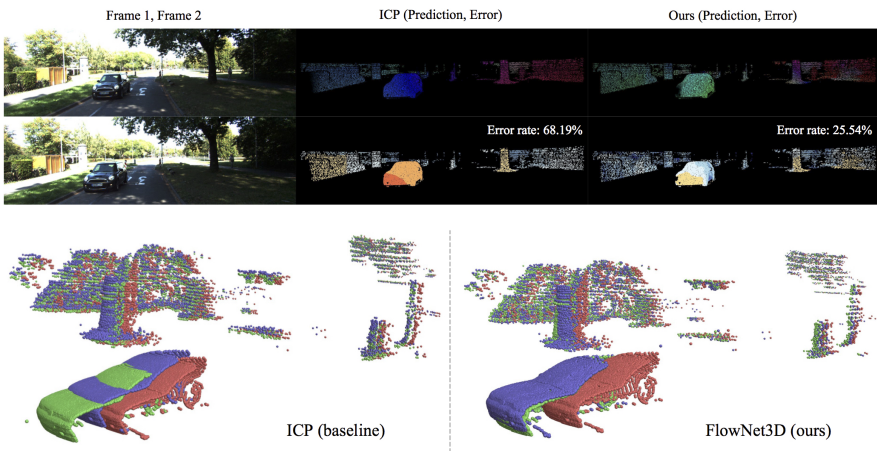 Frame 1, Frame 2
ICP (Prediction, Error)
Ours (Prediction, Error)
Error rate: 68.19%
Error rate: 25.54%
ICP (baseline)
FlowNet3D (ours)